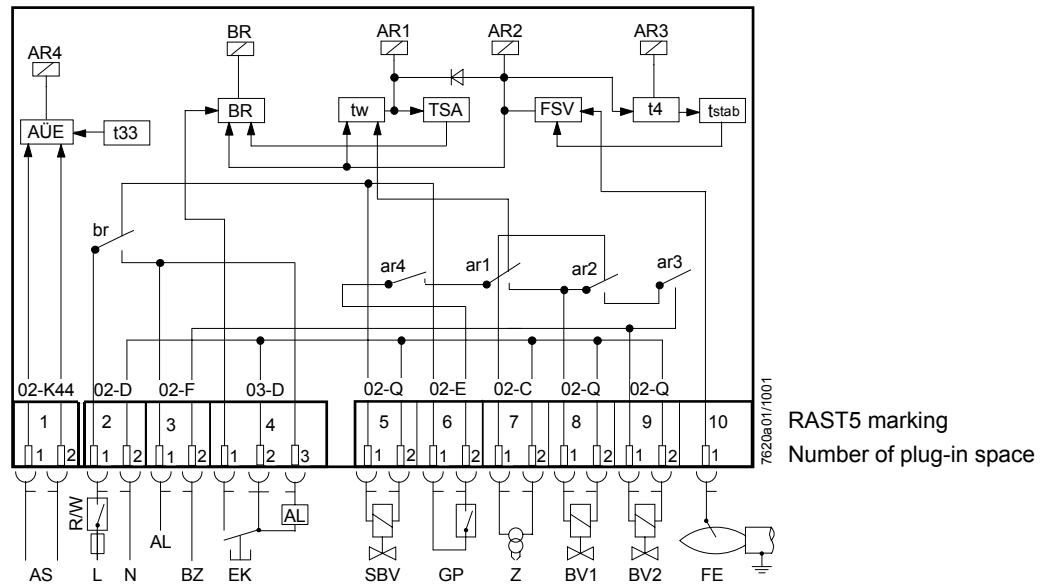 AR4 BR AR1 AR2 AR3
AÜE t33 BR tw TSA FSV t4 tstab
br ar4 ar1 ar2 ar3
02-K44 02-D 02-F 03-D 02-Q 02-E 02-C 02-Q 02-Q
1 2 3 4 5 6 7 8 9 10
1 2 1 2 1 2 1 2 3 1 2 1 2 1 2 1 2 1 2 1
7620a01/1001
RAST5 marking
Number of plug-in space
R/W AL
AS L N AL BZ EK SBV GP Z BV1 BV2 FE